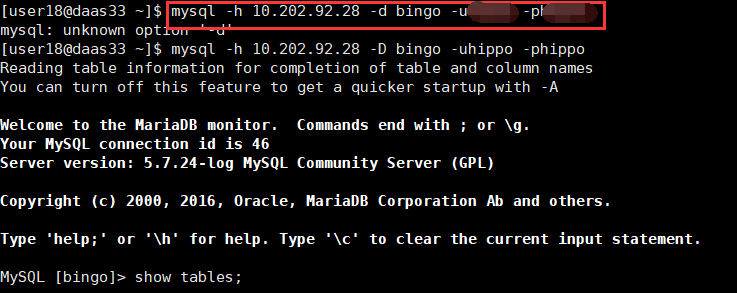 [user18@daas33 ~]$ mysql -h 10.202.92.28 -d bingo -u -p
mysql: unknown option '-d'
[user18@daas33 ~]$ mysql -h 10.202.92.28 -D bingo -uhippo -phippo
Reading table information for completion of table and column names
You can turn off this feature to get a quicker startup with -A
Welcome to the MariaDB monitor.  Commands end with ; or \g.
Your MySQL connection id is 46
Server version: 5.7.24-log MySQL Community Server (GPL)
Copyright (c) 2000, 2016, Oracle, MariaDB Corporation Ab and others.
Type 'help;' or '\h' for help. Type '\c' to clear the current input statement.
MySQL [bingo]> show tables;